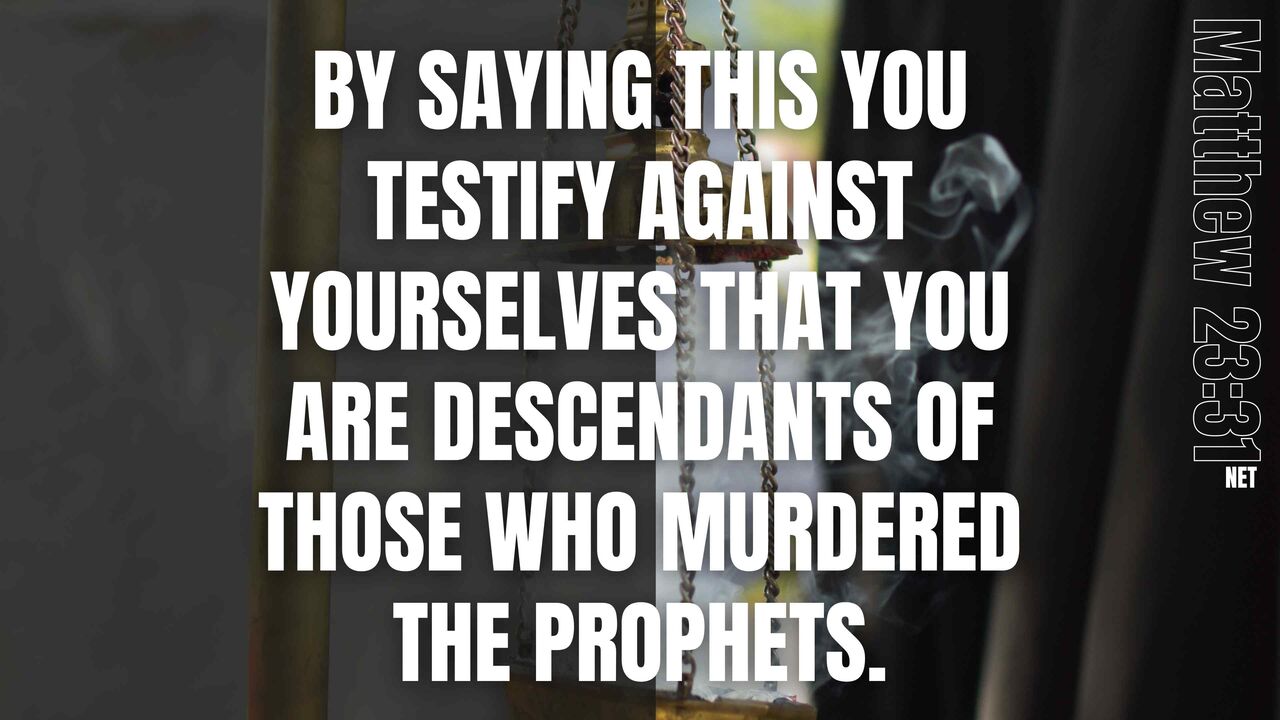 BY SAYING THIS YOU
TESTIFY AGAINST
YOURSELVES THAT YOU
ARE DESCENDANTS OF
THOSE WHO MURDERED
THE PROPHETS.
Matthew 23:31
NET